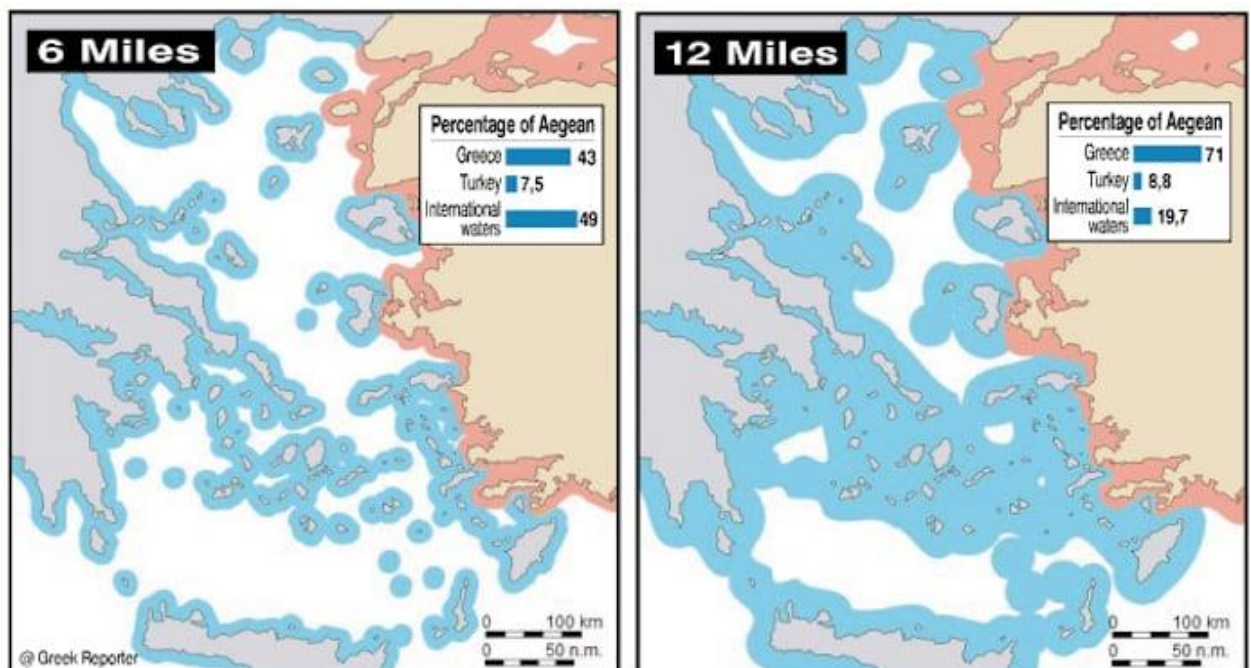 6 Miles
Percentage of Aegean
Greece 43
Turkey 7,5
International
waters 49
0 100 km
0 50 n.m.
@ Greek Reporter
12 Miles
Percentage of Aegean
Greece 71
Turkey 8,8
International
waters 19,7
0 100 km
0 50 n.m.